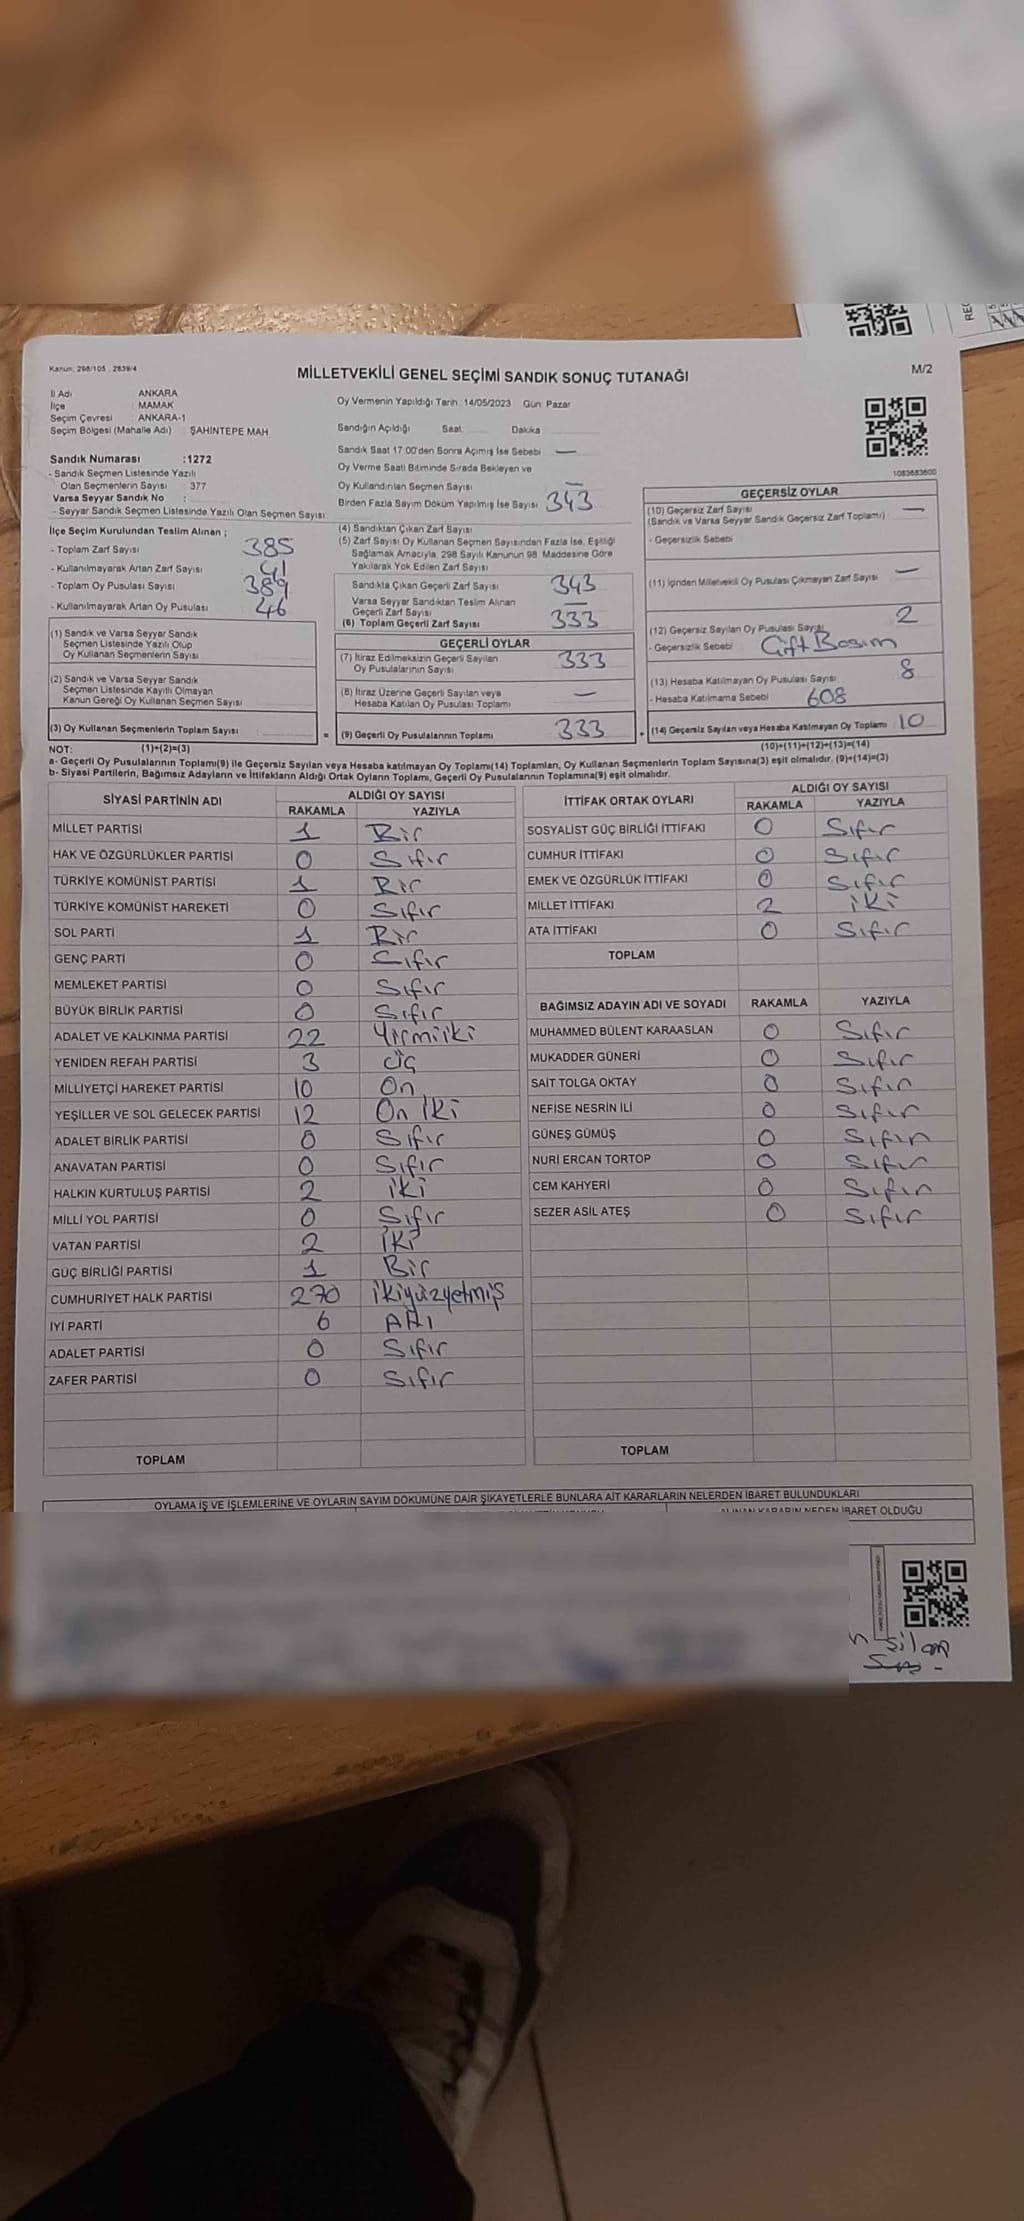 Kanun: 298/105 , 2839/4
MİLLETVEKİLİ GENEL SEÇİMİ SANDIK SONUÇ TUTANAĞI
M/2
İl Adı : ANKARA
İlçe : MAMAK
Seçim Çevresi : ANKARA-1
Seçim Bölgesi (Mahalle Adı) : ŞAHİNTEPE MAH
Sandık Numarası :1272
- Sandık Seçmen Listesinde Yazılı
Olan Seçmenlerin Sayısı : 377
Varsa Seyyar Sandık No :
- Seyyar Sandık Seçmen Listesinde Yazılı Olan Seçmen Sayısı:
Oy Vermenin Yapıldığı Tarih :14/05/2023 Gün: Pazar
Sandığın Açıldığı Saat: Dakika
Sandık Saat 17:00'den Sonra Açımış İse Sebebi —
Oy Verme Saati Bitiminde Sırada Bekleyen ve
Oy Kullandırılan Seçmen Sayısı —
Birden Fazla Sayım Döküm Yapılmış İse Sayısı
(4) Sandıktan Çıkan Zarf Sayısı 343
(5) Zarf Sayısı Oy Kullanan Seçmen Sayısından Fazla İse, Eşitliği
Sağlamak Amacıyla, 298 Sayılı Kanunun 98. Maddesine Göre
Yakılarak Yok Edilen Zarf Sayısı
1083683600
İlçe Seçim Kurulundan Teslim Alınan ;
- Toplam Zarf Sayısı 385
- Kullanılmayarak Artan Zarf Sayısı 41
- Toplam Oy Pusulası Sayısı 389
- Kullanılmayarak Artan Oy Pusulası 46
Sandıkta Çıkan Geçerli Zarf Sayısı 343
Varsa Seyyar Sandıktan Teslim Alınan
Geçerli Zarf Sayısı —
(6) Toplam Geçerli Zarf Sayısı 333
(1) Sandık ve Varsa Seyyar Sandık
Seçmen Listesinde Yazılı Olup
Oy Kullanan Seçmenlerin Sayısı
(2) Sandık ve Varsa Seyyar Sandık
Seçmen Listesinde Kayıtlı Olmayan
Kanun Gereği Oy Kullanan Seçmen Sayısı
(3) Oy Kullanan Seçmenlerin Toplam Sayısı
=
GEÇERLİ OYLAR
(7) İtiraz Edilmeksizin Geçerli Sayılan
Oy Pusulalarının Sayısı 333
(8) İtiraz Üzerine Geçerli Sayılan veya
Hesaba Katılan Oy Pusulası Toplamı —
(9) Geçerli Oy Pusulalarının Toplamı 333
+
GEÇERSİZ OYLAR
(10) Geçersiz Zarf Sayısı —
(Sandık ve Varsa Seyyar Sandık Geçersiz Zarf Toplamı)
- Geçersizlik Sebebi
(11) İçinden Milletvekili Oy Pusulası Çıkmayan Zarf Sayısı —
(12) Geçersiz Sayılan Oy Pusulası Sayısı 2
- Geçersizlik Sebebi Çift Basım
(13) Hesaba Katılmayan Oy Pusulası Sayısı 8
- Hesaba Katılmama Sebebi 608
(14) Geçersiz Sayılan veya Hesaba Katılmayan Oy Toplamı 10
NOT: (1)+(2)=(3) (10)+(11)+(12)+(13)=(14)
a- Geçerli Oy Pusulalarının Toplamı(9) ile Geçersiz Sayılan veya Hesaba katılmayan Oy Toplamı(14) Toplamları, Oy Kullanan Seçmenlerin Toplam Sayısına(3) eşit olmalıdır. (9)+(14)=(3)
b- Siyasi Partilerin, Bağımsız Adayların ve İttifakların Aldığı Ortak Oyların Toplamı, Geçerli Oy Pusulalarının Toplamına(9) eşit olmalıdır.
SİYASİ PARTİNİN ADI ALDIĞI OY SAYISI
RAKAMLA YAZIYLA
MİLLET PARTİSİ 1 Bir
HAK VE ÖZGÜRLÜKLER PARTİSİ 0 Sıfır
TÜRKİYE KOMÜNİST PARTİSİ 1 Bir
TÜRKİYE KOMÜNİST HAREKETİ 0 Sıfır
SOL PARTİ 1 Bir
GENÇ PARTİ 0 Sıfır
MEMLEKET PARTİSİ 0 Sıfır
BÜYÜK BİRLİK PARTİSİ 0 Sıfır
ADALET VE KALKINMA PARTİSİ 22 Yirmiiki
YENİDEN REFAH PARTİSİ 3 Üç
MİLLİYETÇİ HAREKET PARTİSİ 10 On
YEŞİLLER VE SOL GELECEK PARTİSİ 12 On iki
ADALET BİRLİK PARTİSİ 0 Sıfır
ANAVATAN PARTİSİ 0 Sıfır
HALKIN KURTULUŞ PARTİSİ 2 iki
MİLLİ YOL PARTİSİ 0 Sıfır
VATAN PARTİSİ 2 iki
GÜÇ BİRLİĞİ PARTİSİ 1 Bir
CUMHURİYET HALK PARTİSİ 270 ikiyüzyetmiş
İYİ PARTİ 6 Altı
ADALET PARTİSİ 0 Sıfır
ZAFER PARTİSİ 0 Sıfır
TOPLAM
İTTİFAK ORTAK OYLARI ALDIĞI OY SAYISI
RAKAMLA YAZIYLA
SOSYALİST GÜÇ BİRLİĞİ İTTİFAKI 0 Sıfır
CUMHUR İTTİFAKI 0 Sıfır
EMEK VE ÖZGÜRLÜK İTTİFAKI 0 Sıfır
MİLLET İTTİFAKI 2 iki
ATA İTTİFAKI 0 Sıfır
TOPLAM
BAĞIMSIZ ADAYIN ADI VE SOYADI RAKAMLA YAZIYLA
MUHAMMED BÜLENT KARAASLAN 0 Sıfır
MUKADDER GÜNERİ 0 Sıfır
SAİT TOLGA OKTAY 0 Sıfır
NEFİSE NESRİN İLİ 0 Sıfır
GÜNEŞ GÜMÜŞ 0 Sıfır
NURİ ERCAN TORTOP 0 Sıfır
CEM KAHYERİ 0 Sıfır
SEZER ASİL ATEŞ 0 Sıfır
TOPLAM
OYLAMA İŞ VE İŞLEMLERİNE VE OYLARIN SAYIM DÖKÜMÜNE DAİR ŞİKAYETLERLE BUNLARA AİT KARARLARIN NELERDEN İBARET BULUNDUKLARI
ALINAN KARARIN NEDEN İBARET OLDUĞU